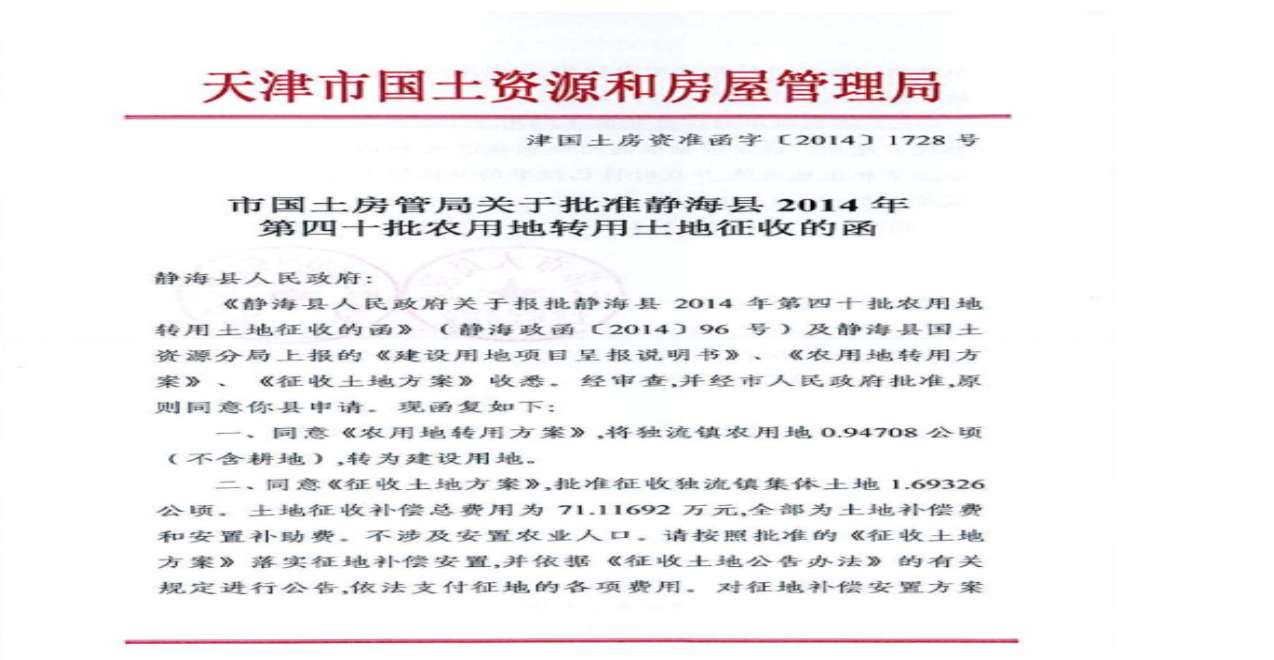 天津市国土资源和房屋管理局
津国土房资准函字〔2014〕1728 号
市国土房管局关于批准静海县 2014 年
第四十批农用地转用土地征收的函
静海县人民政府:
《静海县人民政府关于报批静海县 2014 年第四十批农用地
转用土地征收的函》（静海政函〔2014〕96 号）及静海县国土
资源分局上报的《建设用地项目呈报说明书》、《农用地转用方
案》、《征收土地方案》收悉。经审查,并经市人民政府批准,原
则同意你县申请。现函复如下:
一、同意《农用地转用方案》,将独流镇农用地 0.94708 公顷
（不含耕地）,转为建设用地。
二、同意《征收土地方案》,批准征收独流镇集体土地 1.69326
公顷。土地征收补偿总费用为 71.11692 万元,全部为土地补偿费
和安置补助费。不涉及安置农业人口。请按照批准的《征收土地
方案》落实征地补偿安置,并依据《征收土地公告办法》的有关
规定进行公告,依法支付征地的各项费用。对征地补偿安置方案